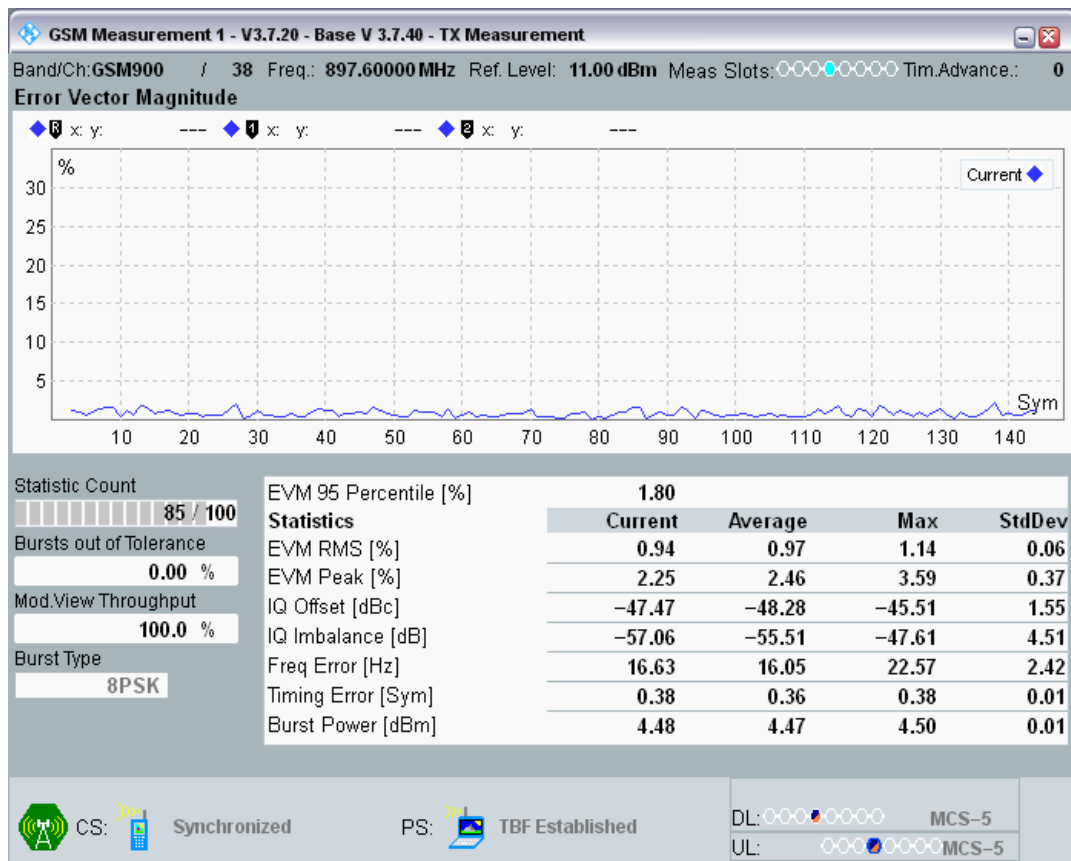 GSM Measurement 1 - V3.7.20 - Base V 3.7.40 - TX Measurement
Band/Ch:GSM900 / 38 Freq.: 897.60000 MHz Ref. Level: 11.00 dBm Meas Slots: Tim.Advance.: 0
Error Vector Magnitude
R x: y: --- 1 x: y: --- 2 x: y: ---
%
Current
30
25
20
15
10
5
Sym
10 20 30 40 50 60 70 80 90 100 110 120 130 140
Statistic Count
85 / 100
Bursts out of Tolerance
0.00 %
Mod.View Throughput
100.0 %
Burst Type
8PSK
EVM 95 Percentile [%] 1.80
Statistics Current Average Max StdDev
EVM RMS [%] 0.94 0.97 1.14 0.06
EVM Peak [%] 2.25 2.46 3.59 0.37
IQ Offset [dBc] −47.47 −48.28 −45.51 1.55
IQ Imbalance [dB] −57.06 −55.51 −47.61 4.51
Freq Error [Hz] 16.63 16.05 22.57 2.42
Timing Error [Sym] 0.38 0.36 0.38 0.01
Burst Power [dBm] 4.48 4.47 4.50 0.01
CS: Synchronized PS: TBF Established
DL: MCS−5
UL: MCS−5